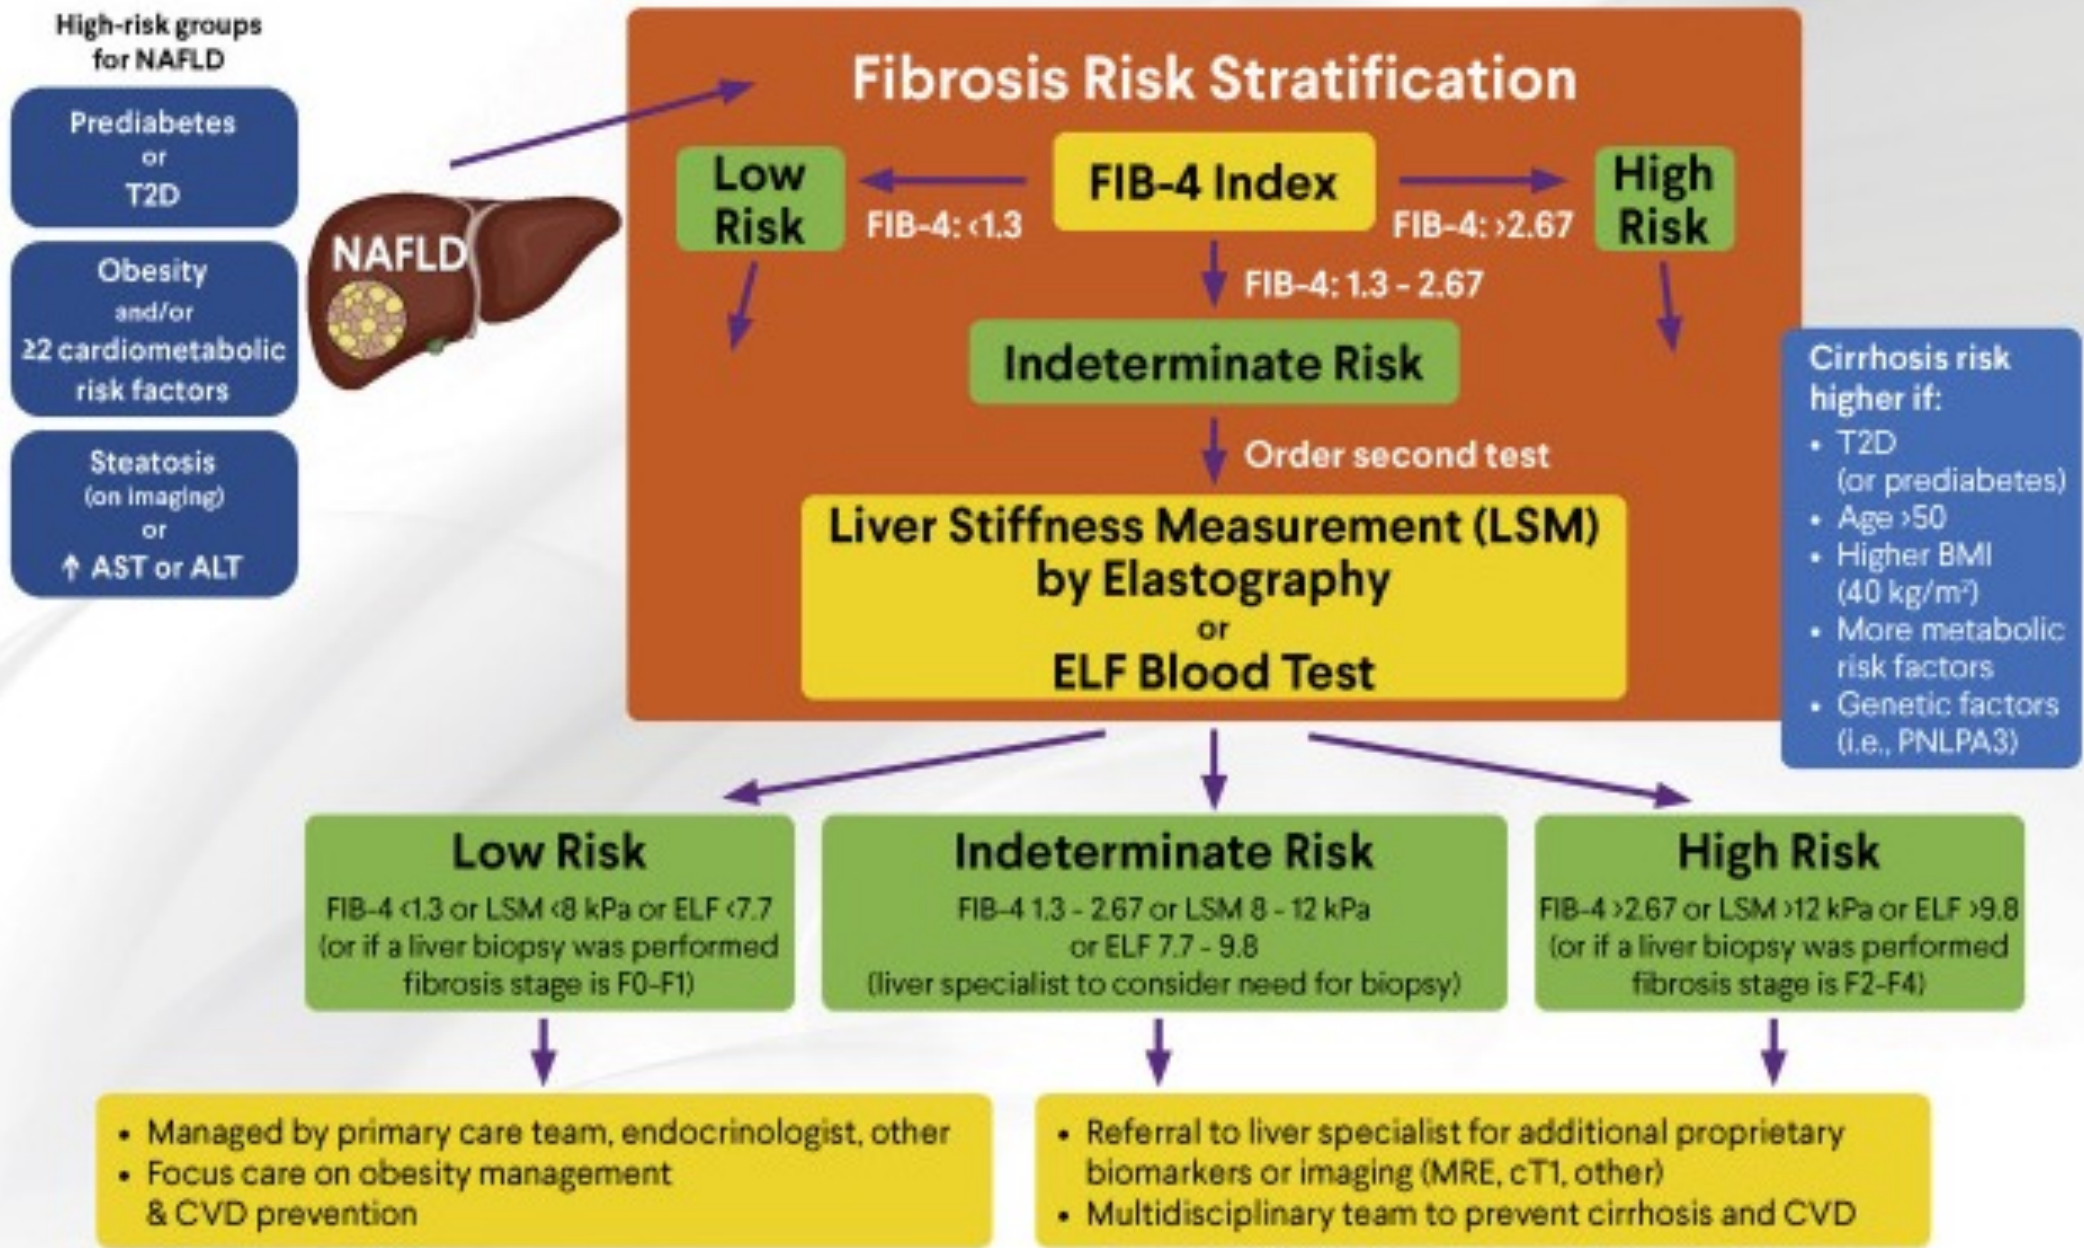 High-risk groups
for NAFLD
Prediabetes
or
T2D
Obesity
and/or
≥2 cardiometabolic
risk factors
Steatosis
(on imaging)
or
↑ AST or ALT
NAFLD
Fibrosis Risk Stratification
Low
Risk
FIB-4: <1.3
FIB-4 Index
FIB-4: >2.67
High
Risk
FIB-4: 1.3 - 2.67
Indeterminate Risk
Order second test
Liver Stiffness Measurement (LSM)
by Elastography
or
ELF Blood Test
Cirrhosis risk
higher if:
• T2D
(or prediabetes)
• Age >50
• Higher BMI
(40 kg/m²)
• More metabolic
risk factors
• Genetic factors
(i.e., PNLPA3)
Low Risk
FIB-4 <1.3 or LSM <8 kPa or ELF <7.7
(or if a liver biopsy was performed
fibrosis stage is F0-F1)
Indeterminate Risk
FIB-4 1.3 - 2.67 or LSM 8 - 12 kPa
or ELF 7.7 - 9.8
(liver specialist to consider need for biopsy)
High Risk
FIB-4 >2.67 or LSM >12 kPa or ELF >9.8
(or if a liver biopsy was performed
fibrosis stage is F2-F4)
• Managed by primary care team, endocrinologist, other
• Focus care on obesity management
& CVD prevention
• Referral to liver specialist for additional proprietary
biomarkers or imaging (MRE, cT1, other)
• Multidisciplinary team to prevent cirrhosis and CVD